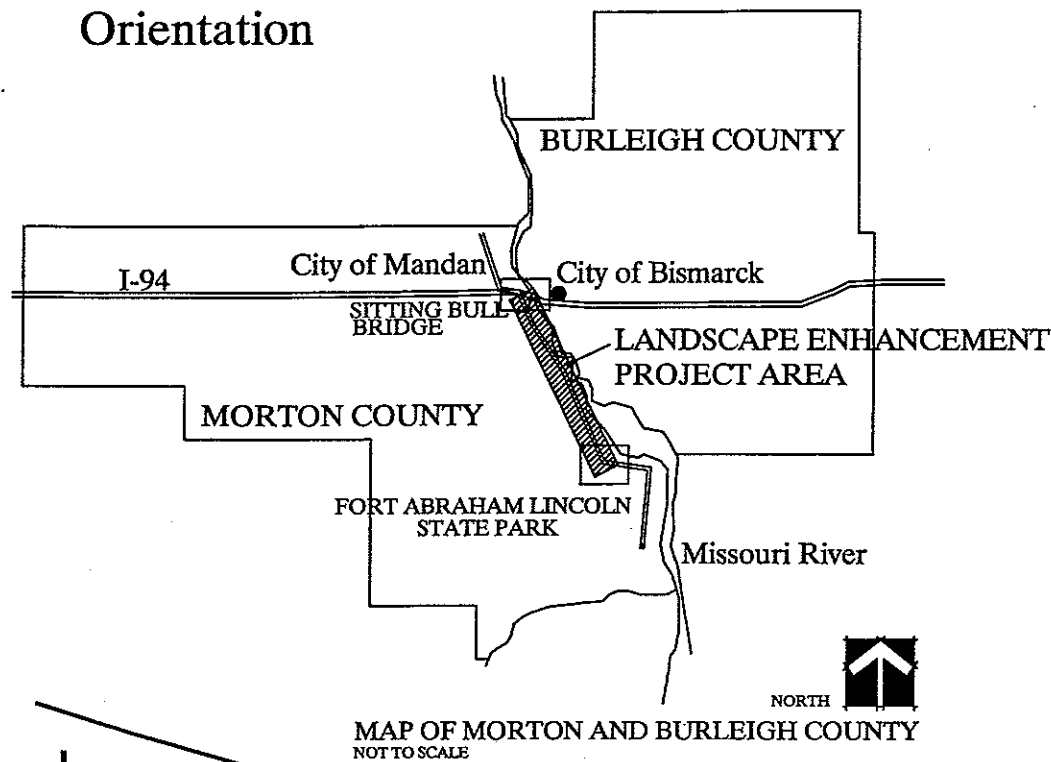 Orientation
BURLEIGH COUNTY
City of Mandan
City of Bismarck
I-94
SITTING BULL
BRIDGE
LANDSCAPE ENHANCEMENT
PROJECT AREA
MORTON COUNTY
FORT ABRAHAM LINCOLN
STATE PARK
Missouri River
NORTH
MAP OF MORTON AND BURLEIGH COUNTY
NOT TO SCALE